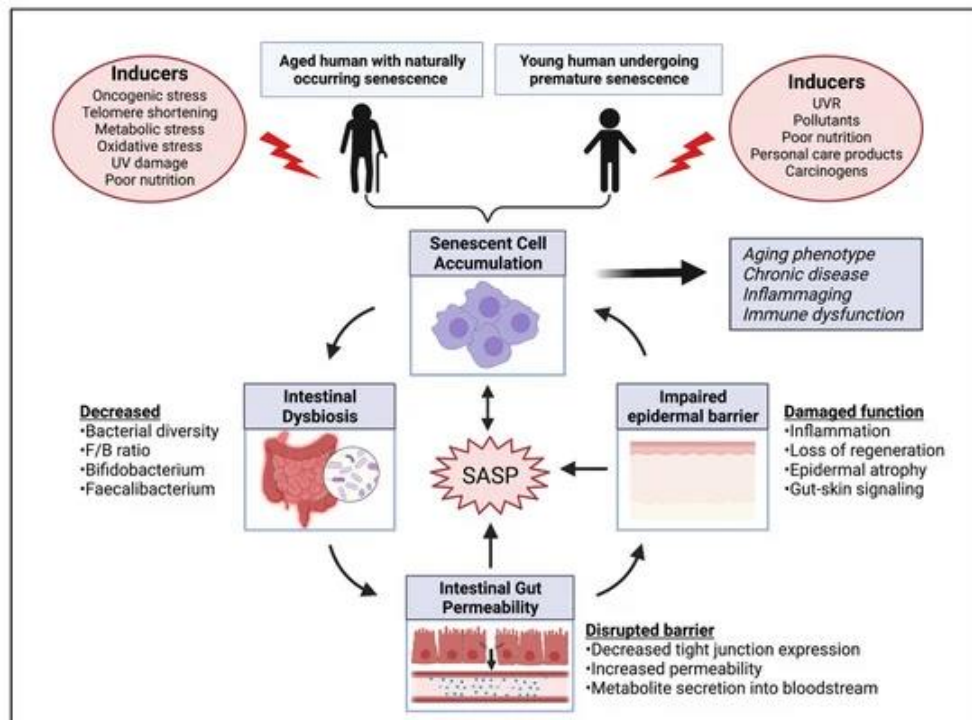 Inducers
Oncogenic stress
Telomere shortening
Metabolic stress
Oxidative stress
UV damage
Poor nutrition
Aged human with naturally
occurring senescence
Young human undergoing
premature senescence
Inducers
UVR
Pollutants
Poor nutrition
Personal care products
Carcinogens
Senescent Cell
Accumulation
Aging phenotype
Chronic disease
Inflammaging
Immune dysfunction
Decreased
•Bacterial diversity
•F/B ratio
•Bifidobacterium
•Faecalibacterium
Intestinal
Dysbiosis
SASP
Impaired
epidermal barrier
Damaged function
•Inflammation
•Loss of regeneration
•Epidermal atrophy
•Gut-skin signaling
Intestinal Gut
Permeability
Disrupted barrier
•Decreased tight junction expression
•Increased permeability
•Metabolite secretion into bloodstream